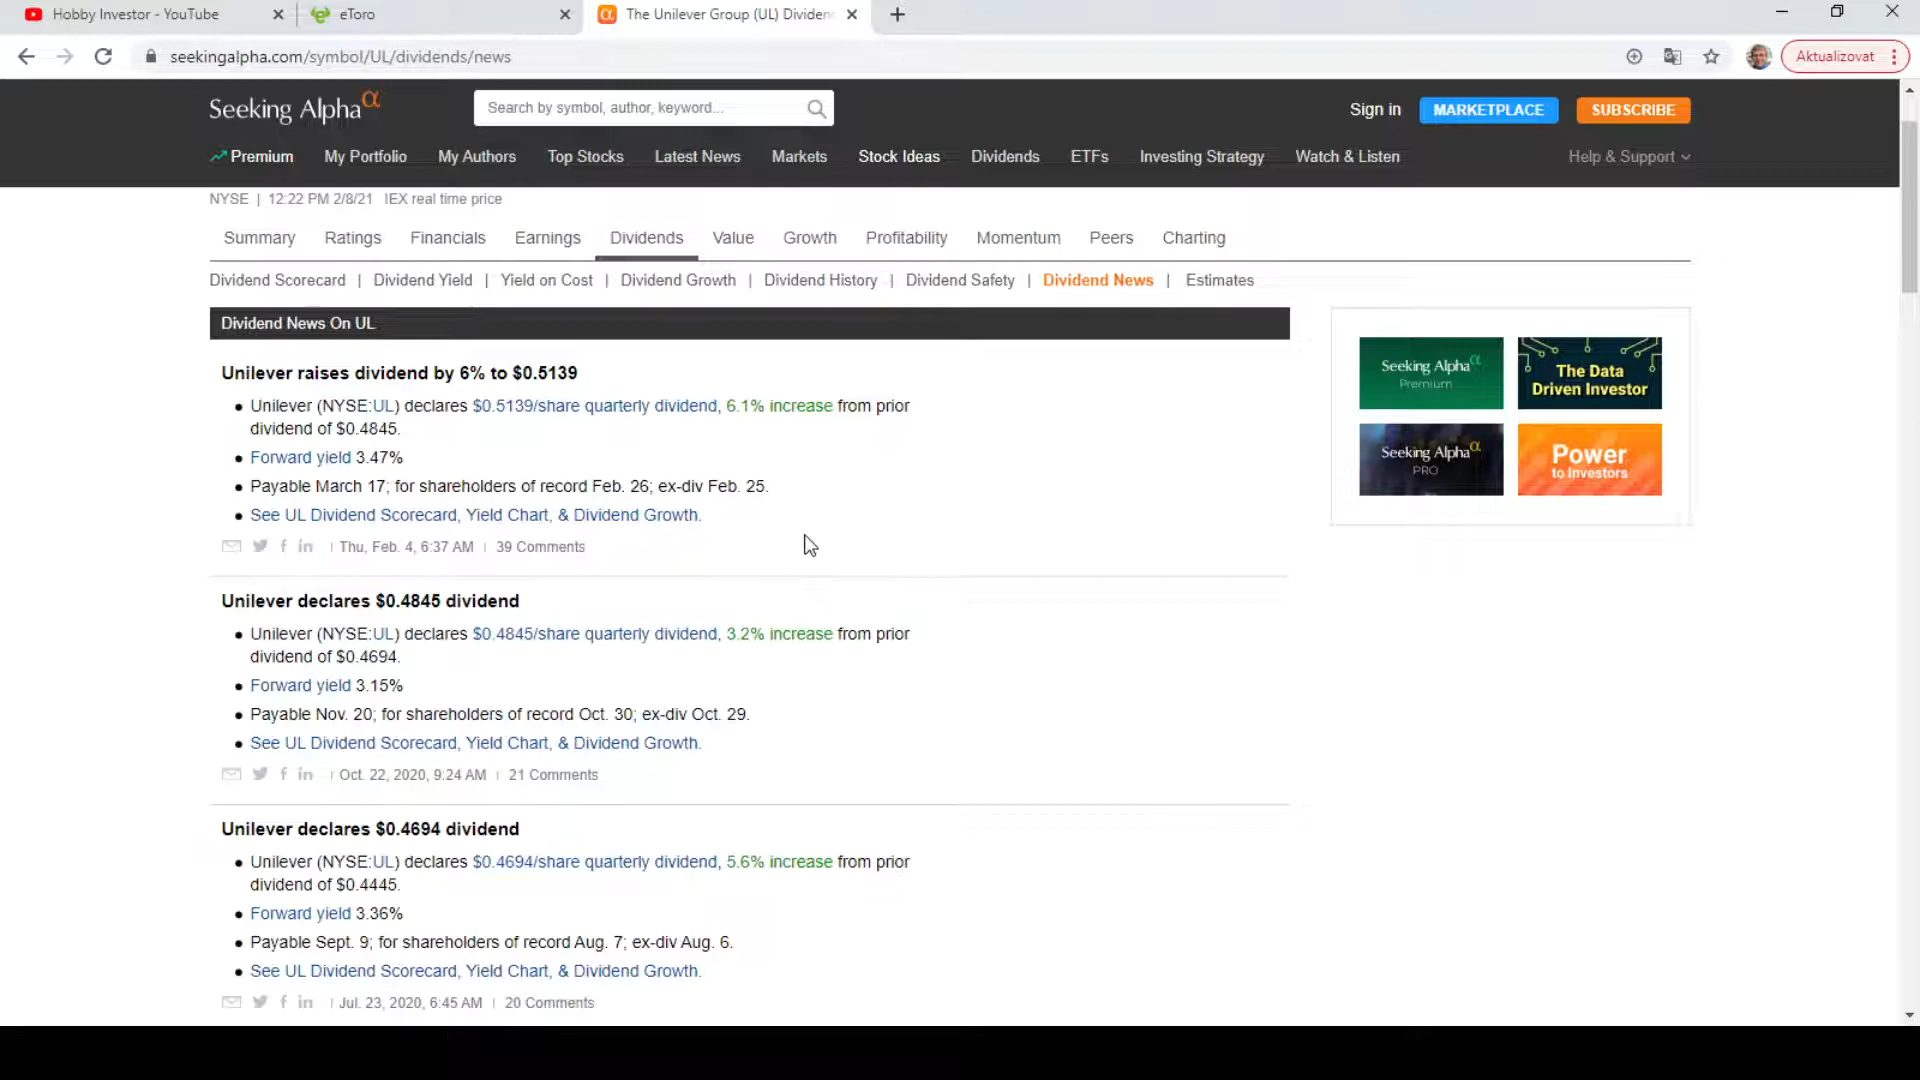 Hobby Investor - YouTube
eToro
The Unilever Group (UL) Dividen
seekingalpha.com/symbol/UL/dividends/news
Aktualizovat
Seeking Alpha α
Search by symbol, author, keyword...
Sign in
MARKETPLACE
SUBSCRIBE
Premium My Portfolio My Authors Top Stocks Latest News Markets Stock Ideas Dividends ETFs Investing Strategy Watch & Listen Help & Support
NYSE | 12:22 PM 2/8/21 IEX real time price
Summary Ratings Financials Earnings Dividends Value Growth Profitability Momentum Peers Charting
Dividend Scorecard | Dividend Yield | Yield on Cost | Dividend Growth | Dividend History | Dividend Safety | Dividend News | Estimates
Dividend News On UL
Unilever raises dividend by 6% to $0.5139
Unilever (NYSE:UL) declares $0.5139/share quarterly dividend, 6.1% increase from prior
dividend of $0.4845.
Forward yield 3.47%
Payable March 17; for shareholders of record Feb. 26; ex-div Feb. 25.
See UL Dividend Scorecard, Yield Chart, & Dividend Growth.
Thu, Feb. 4, 6:37 AM | 39 Comments
Unilever declares $0.4845 dividend
Unilever (NYSE:UL) declares $0.4845/share quarterly dividend, 3.2% increase from prior
dividend of $0.4694.
Forward yield 3.15%
Payable Nov. 20; for shareholders of record Oct. 30; ex-div Oct. 29.
See UL Dividend Scorecard, Yield Chart, & Dividend Growth.
Oct. 22, 2020, 9:24 AM | 21 Comments
Unilever declares $0.4694 dividend
Unilever (NYSE:UL) declares $0.4694/share quarterly dividend, 5.6% increase from prior
dividend of $0.4445.
Forward yield 3.36%
Payable Sept. 9; for shareholders of record Aug. 7; ex-div Aug. 6.
See UL Dividend Scorecard, Yield Chart, & Dividend Growth.
Jul. 23, 2020, 6:45 AM | 20 Comments
Seeking Alpha α
Premium
The Data
Driven Investor
Seeking Alpha α
PRO
Power
to Investors